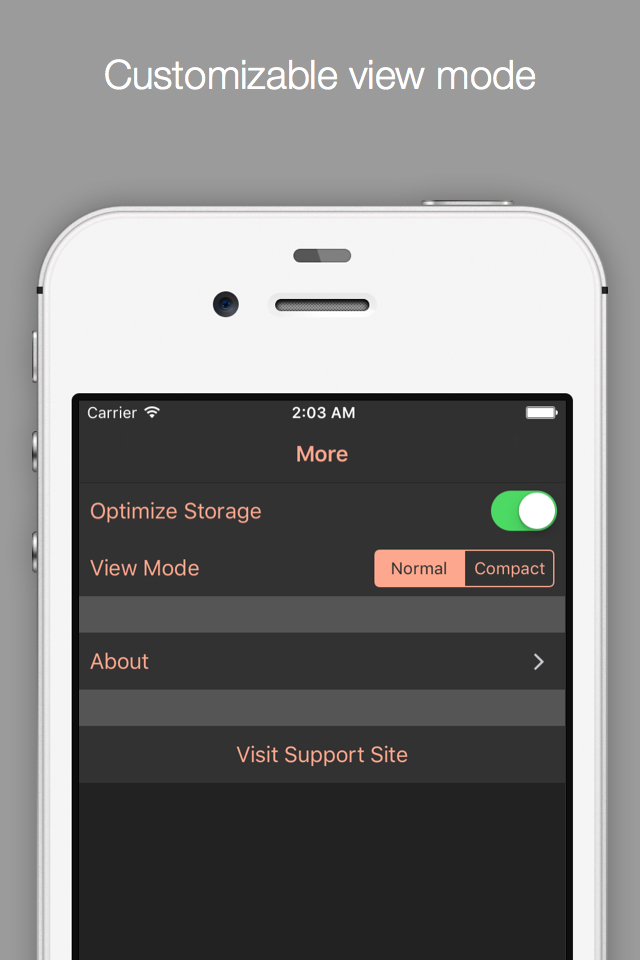 Customizable view mode
Carrier 2:03 AM
More
Optimize Storage
View Mode Normal Compact
About
Visit Support Site